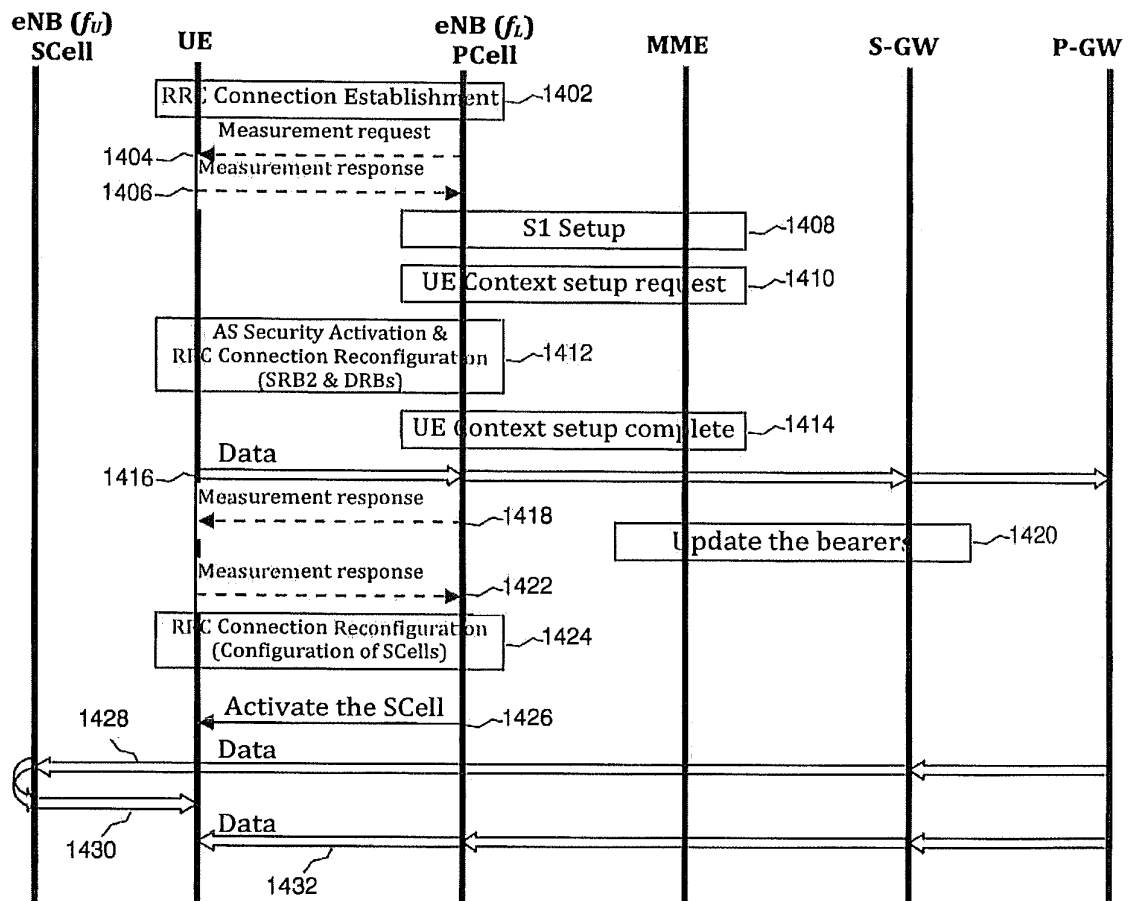 eNB (fU)
SCell
UE
eNB (fL)
PCell
MME
S-GW
P-GW
RRC Connection Establishment
1402
Measurement request
1404
Measurement response
1406
S1 Setup
1408
UE Context setup request
1410
AS Security Activation &
RRC Connection Reconfiguration
(SRB2 & DRBs)
1412
UE Context setup complete
1414
Data
1416
Measurement response
1418
Update the bearers
1420
Measurement response
1422
RRC Connection Reconfiguration
(Configuration of SCells)
1424
Activate the SCell
1426
1428
Data
1430
Data
1432